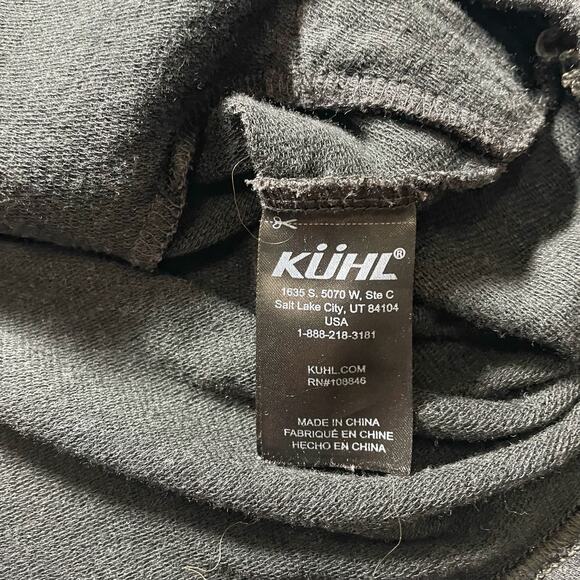 KÜHL®
1635 S. 5070 W, Ste C
Salt Lake City, UT 84104
USA
1-888-218-3181
KUHL.COM
RN#108846
MADE IN CHINA
FABRIQUÉ EN CHINE
HECHO EN CHINA